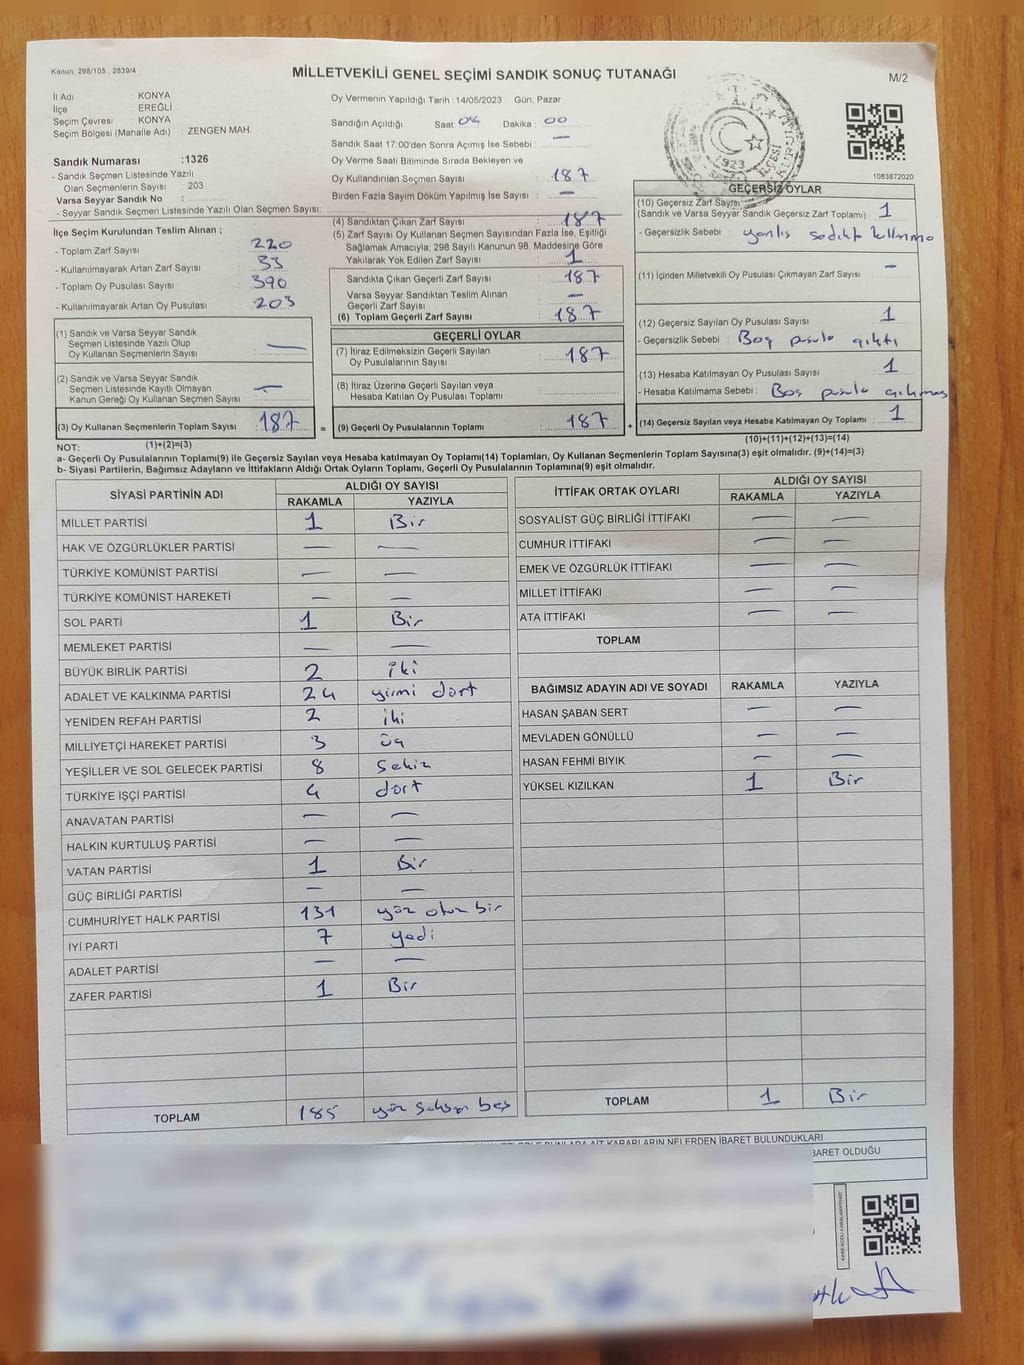 Kanun: 298/105 , 2839/4
MİLLETVEKİLİ GENEL SEÇİMİ SANDIK SONUÇ TUTANAĞI
M/2
İl Adı : KONYA
İlçe : EREĞLİ
Seçim Çevresi : KONYA
Seçim Bölgesi (Mahalle Adı) : ZENGEN MAH.
Sandık Numarası :1326
- Sandık Seçmen Listesinde Yazılı
Olan Seçmenlerin Sayısı : 203
Varsa Seyyar Sandık No :
- Seyyar Sandık Seçmen Listesinde Yazılı Olan Seçmen Sayısı:
İlçe Seçim Kurulundan Teslim Alınan ;
- Toplam Zarf Sayısı : 220
- Kullanılmayarak Artan Zarf Sayısı : 33
- Toplam Oy Pusulası Sayısı : 390
- Kullanılmayarak Artan Oy Pusulası : 203
(1) Sandık ve Varsa Seyyar Sandık
Seçmen Listesinde Yazılı Olup
Oy Kullanan Seçmenlerin Sayısı : —
(2) Sandık ve Varsa Seyyar Sandık
Seçmen Listesinde Kayıtlı Olmayan
Kanun Gereği Oy Kullanan Seçmen Sayısı : —
(3) Oy Kullanan Seçmenlerin Toplam Sayısı : 187
Oy Vermenin Yapıldığı Tarih :14/05/2023 Gün: Pazar
Sandığın Açıldığı Saat: 04 Dakika : 00
Sandık Saat 17:00'den Sonra Açımış İse Sebebi : —
Oy Verme Saati Bitiminde Sırada Bekleyen ve
Oy Kullandırılan Seçmen Sayısı : 187
Birden Fazla Sayım Döküm Yapılmış İse Sayısı : —
(4) Sandıktan Çıkan Zarf Sayısı : 187
(5) Zarf Sayısı Oy Kullanan Seçmen Sayısından Fazla İse, Eşitliği
Sağlamak Amacıyla; 298 Sayılı Kanunun 98. Maddesine Göre
Yakılarak Yok Edilen Zarf Sayısı : 1
Sandıkta Çıkan Geçerli Zarf Sayısı : 187
Varsa Seyyar Sandıktan Teslim Alınan
Geçerli Zarf Sayısı : —
(6) Toplam Geçerli Zarf Sayısı : 187
GEÇERLİ OYLAR
(7) İtiraz Edilmeksizin Geçerli Sayılan
Oy Pusulalarının Sayısı : 187
(8) İtiraz Üzerine Geçerli Sayılan veya
Hesaba Katılan Oy Pusulası Toplamı :
= (9) Geçerli Oy Pusulalarının Toplamı : 187
1923
1083872020
GEÇERSİZ OYLAR
(10) Geçersiz Zarf Sayısı :
(Sandık ve Varsa Seyyar Sandık Geçersiz Zarf Toplamı) 1
- Geçersizlik Sebebi : yanlış sadıkta kullanma
(11) İçinden Milletvekili Oy Pusulası Çıkmayan Zarf Sayısı : —
(12) Geçersiz Sayılan Oy Pusulası Sayısı : 1
- Geçersizlik Sebebi : Boş pusula çıktı
(13) Hesaba Katılmayan Oy Pusulası Sayısı : 1
- Hesaba Katılmama Sebebi : Boş pusula çıkması
+ (14) Geçersiz Sayılan veya Hesaba Katılmayan Oy Toplamı : 1
NOT: (1)+(2)=(3) (10)+(11)+(12)+(13)=(14)
a- Geçerli Oy Pusulalarının Toplamı(9) ile Geçersiz Sayılan veya Hesaba Katılmayan Oy Toplamı(14) Toplamları, Oy Kullanan Seçmenlerin Toplam Sayısına(3) eşit olmalıdır. (9)+(14)=(3)
b- Siyasi Partilerin, Bağımsız Adayların ve İttifakların Aldığı Ortak Oyların Toplamı, Geçerli Oy Pusulalarının Toplamına(9) eşit olmalıdır.
SİYASİ PARTİNİN ADI ALDIĞI OY SAYISI
RAKAMLA YAZIYLA
MİLLET PARTİSİ 1 Bir
HAK VE ÖZGÜRLÜKLER PARTİSİ — —
TÜRKİYE KOMÜNİST PARTİSİ — —
TÜRKİYE KOMÜNİST HAREKETİ — —
SOL PARTİ 1 Bir
MEMLEKET PARTİSİ — —
BÜYÜK BİRLİK PARTİSİ 2 iki
ADALET VE KALKINMA PARTİSİ 24 yirmi dört
YENİDEN REFAH PARTİSİ 2 iki
MİLLİYETÇİ HAREKET PARTİSİ 3 üç
YEŞİLLER VE SOL GELECEK PARTİSİ 8 Sekiz
TÜRKİYE İŞÇİ PARTİSİ 4 dört
ANAVATAN PARTİSİ — —
HALKIN KURTULUŞ PARTİSİ — —
VATAN PARTİSİ 1 Bir
GÜÇ BİRLİĞİ PARTİSİ — —
CUMHURİYET HALK PARTİSİ 131 yüz otuz bir
İYİ PARTİ 7 yedi
ADALET PARTİSİ — —
ZAFER PARTİSİ 1 Bir
TOPLAM 185 yüz seksen beş
İTTİFAK ORTAK OYLARI ALDIĞI OY SAYISI
RAKAMLA YAZIYLA
SOSYALİST GÜÇ BİRLİĞİ İTTİFAKI — —
CUMHUR İTTİFAKI — —
EMEK VE ÖZGÜRLÜK İTTİFAKI — —
MİLLET İTTİFAKI — —
ATA İTTİFAKI — —
TOPLAM
BAĞIMSIZ ADAYIN ADI VE SOYADI RAKAMLA YAZIYLA
HASAN ŞABAN SERT — —
MEVLADEN GÖNÜLLÜ — —
HASAN FEHMİ BIYIK — —
YÜKSEL KIZILKAN 1 Bir
TOPLAM 1 Bir
AİT KARARLARIN NELERDEN İBARET BULUNDUKLARI
İBARET OLDUĞU